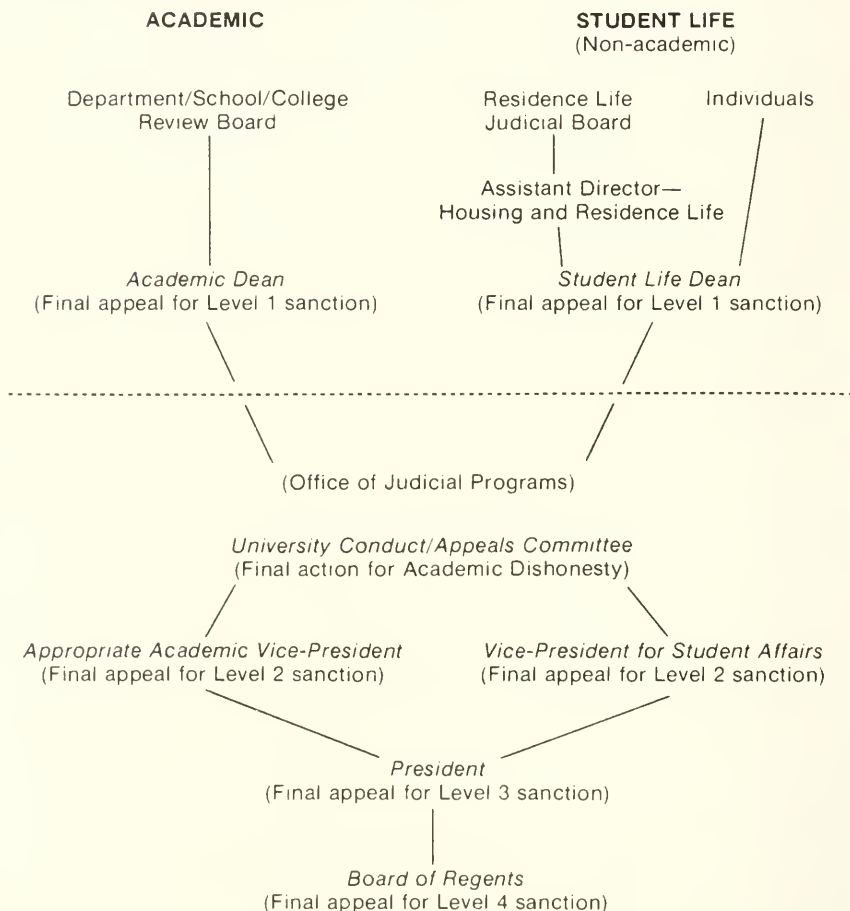 ACADEMIC
STUDENT LIFE
(Non-academic)
Department/School/College
Review Board
Residence Life
Judicial Board
Individuals
Assistant Director—
Housing and Residence Life
Academic Dean
(Final appeal for Level 1 sanction)
Student Life Dean
(Final appeal for Level 1 sanction)
(Office of Judicial Programs)
University Conduct/Appeals Committee
(Final action for Academic Dishonesty)
Appropriate Academic Vice-President
(Final appeal for Level 2 sanction)
Vice-President for Student Affairs
(Final appeal for Level 2 sanction)
President
(Final appeal for Level 3 sanction)
Board of Regents
(Final appeal for Level 4 sanction)